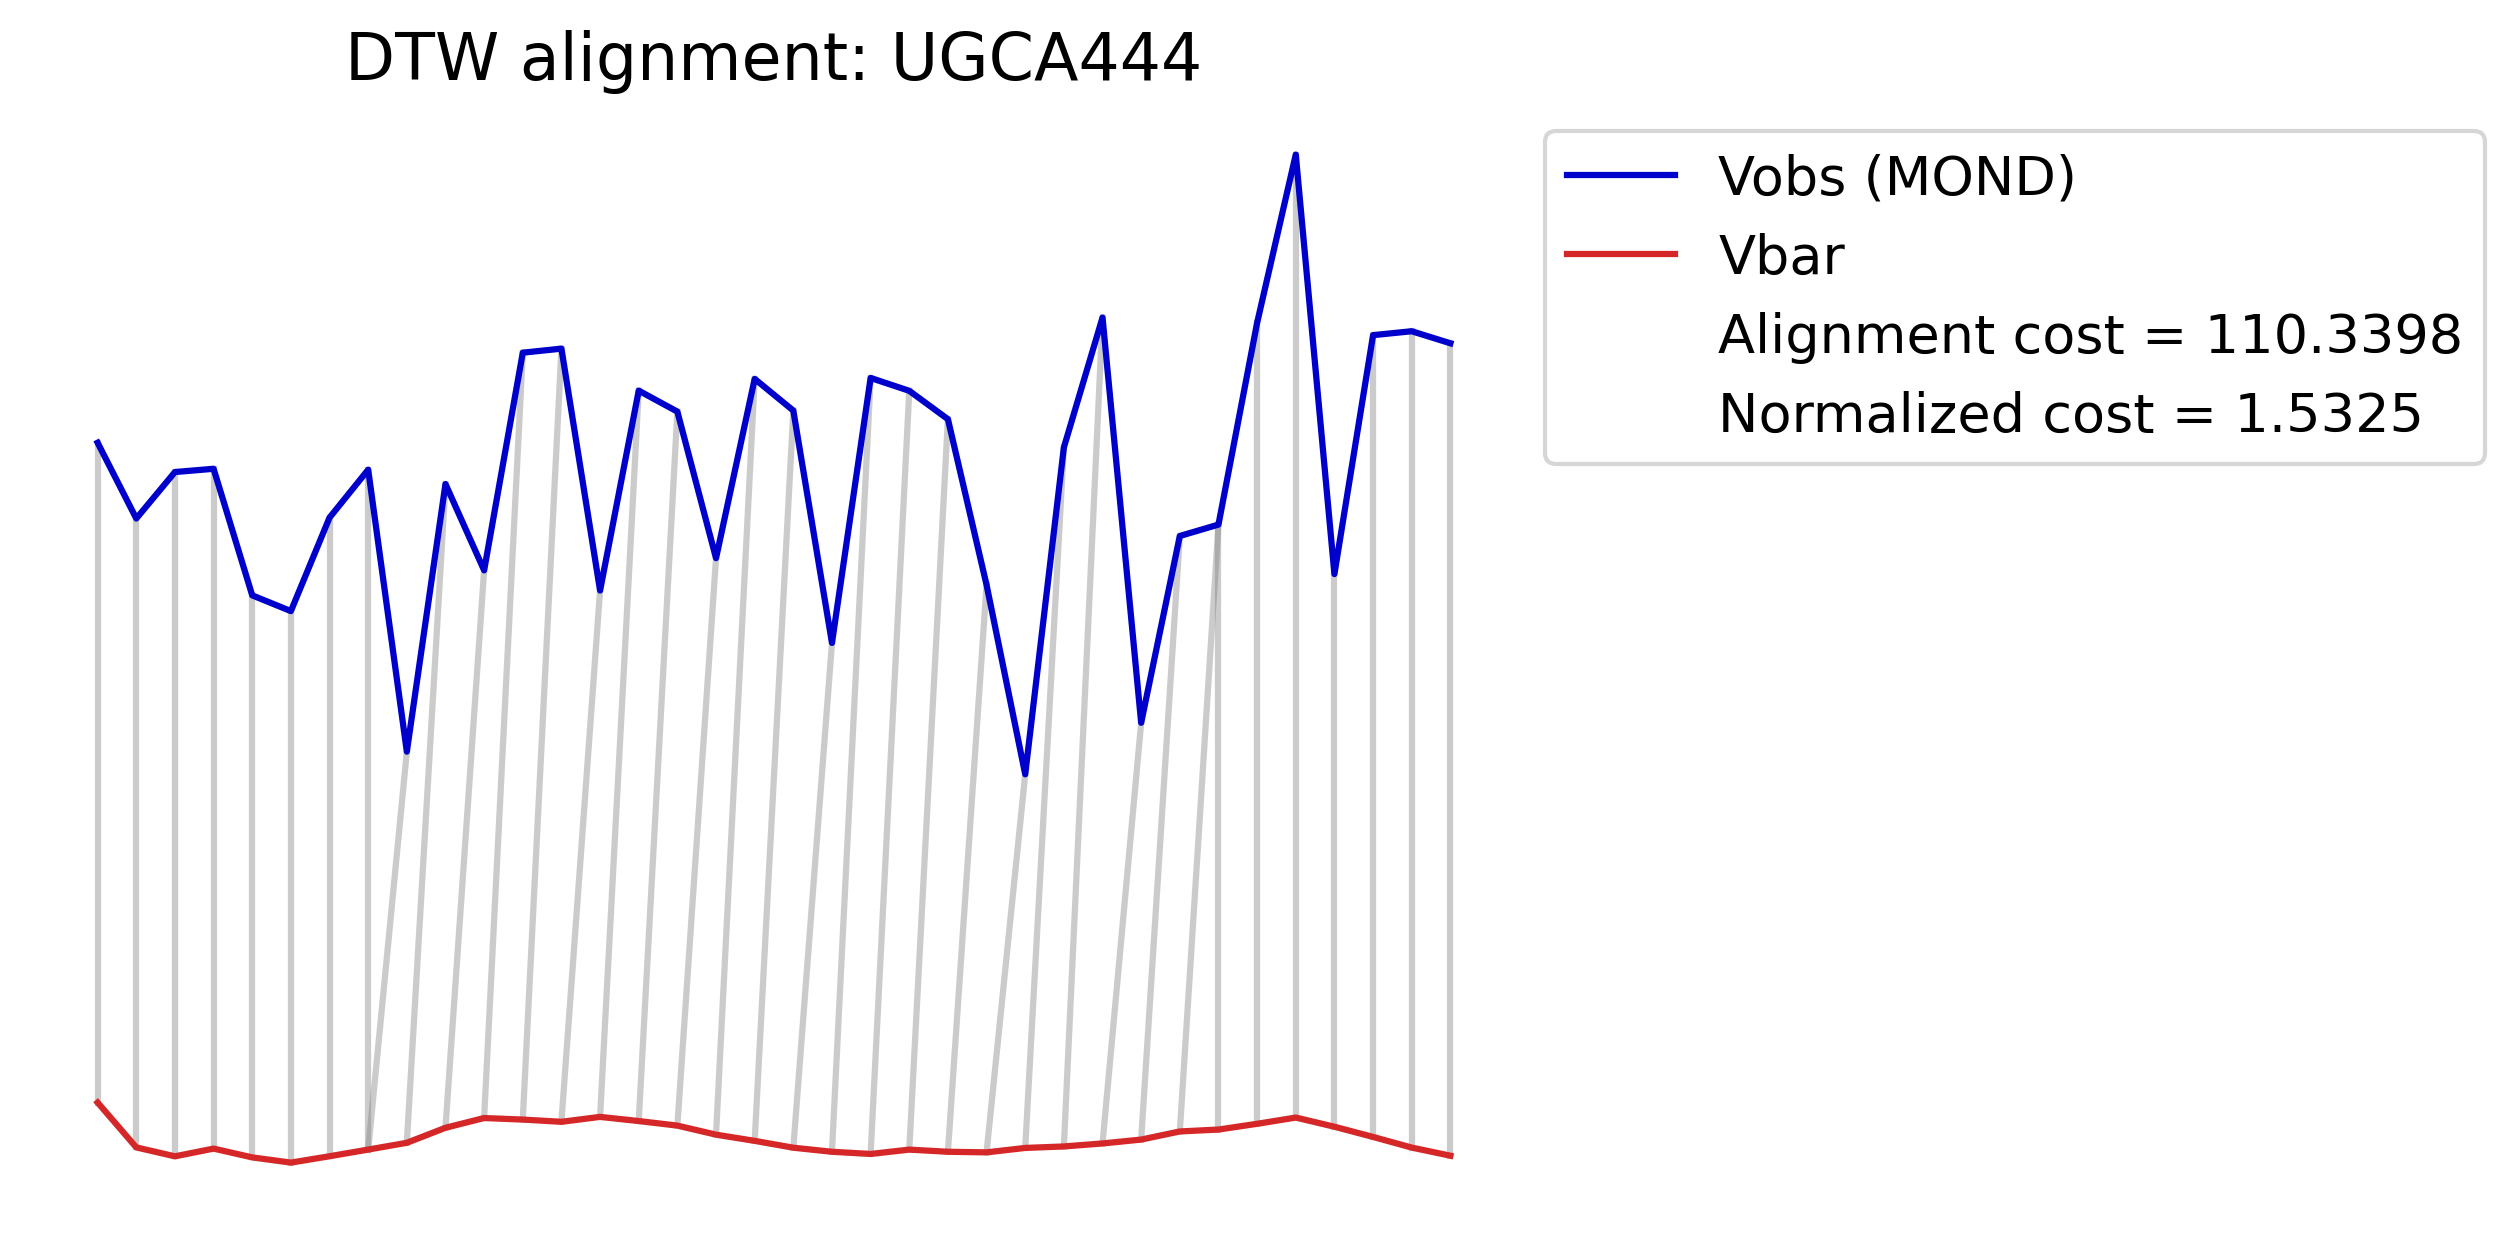 DTW alignment: UGCA444
Vobs (MOND)
Vbar
Alignment cost = 110.3398
Normalized cost = 1.5325